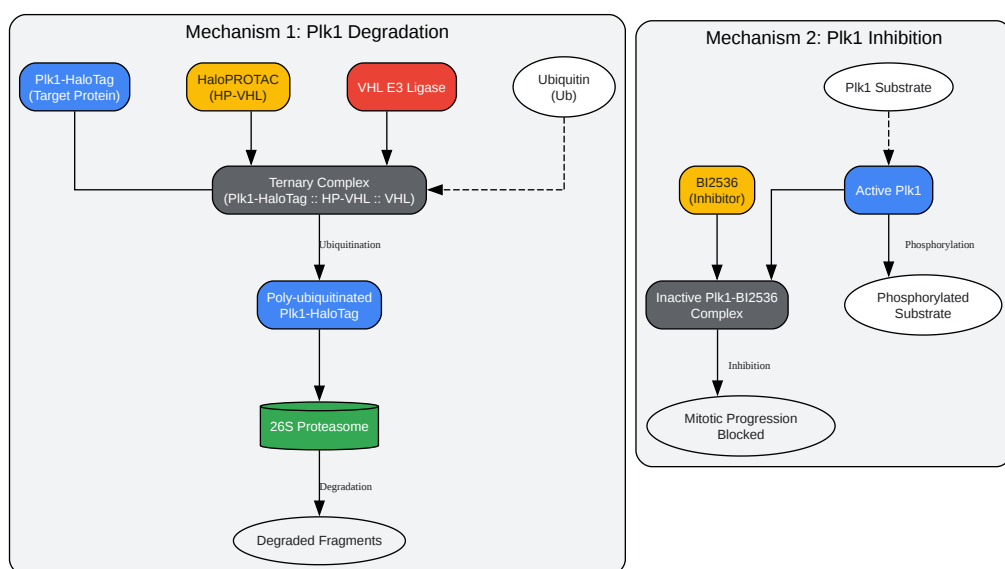 Mechanism 1: Plk1 Degradation
Plk1-HaloTag
(Target Protein)
HaloPROTAC
(HP-VHL)
VHL E3 Ligase
Ubiquitin
(Ub)
Ternary Complex
(Plk1-HaloTag :: HP-VHL :: VHL)
Ubiquitination
Poly-ubiquitinated
Plk1-HaloTag
26S Proteasome
Degradation
Degraded Fragments
Mechanism 2: Plk1 Inhibition
Plk1 Substrate
BI2536
(Inhibitor)
Active Plk1
Phosphorylation
Inactive Plk1-BI2536
Complex
Phosphorylated
Substrate
Inhibition
Mitotic Progression
Blocked